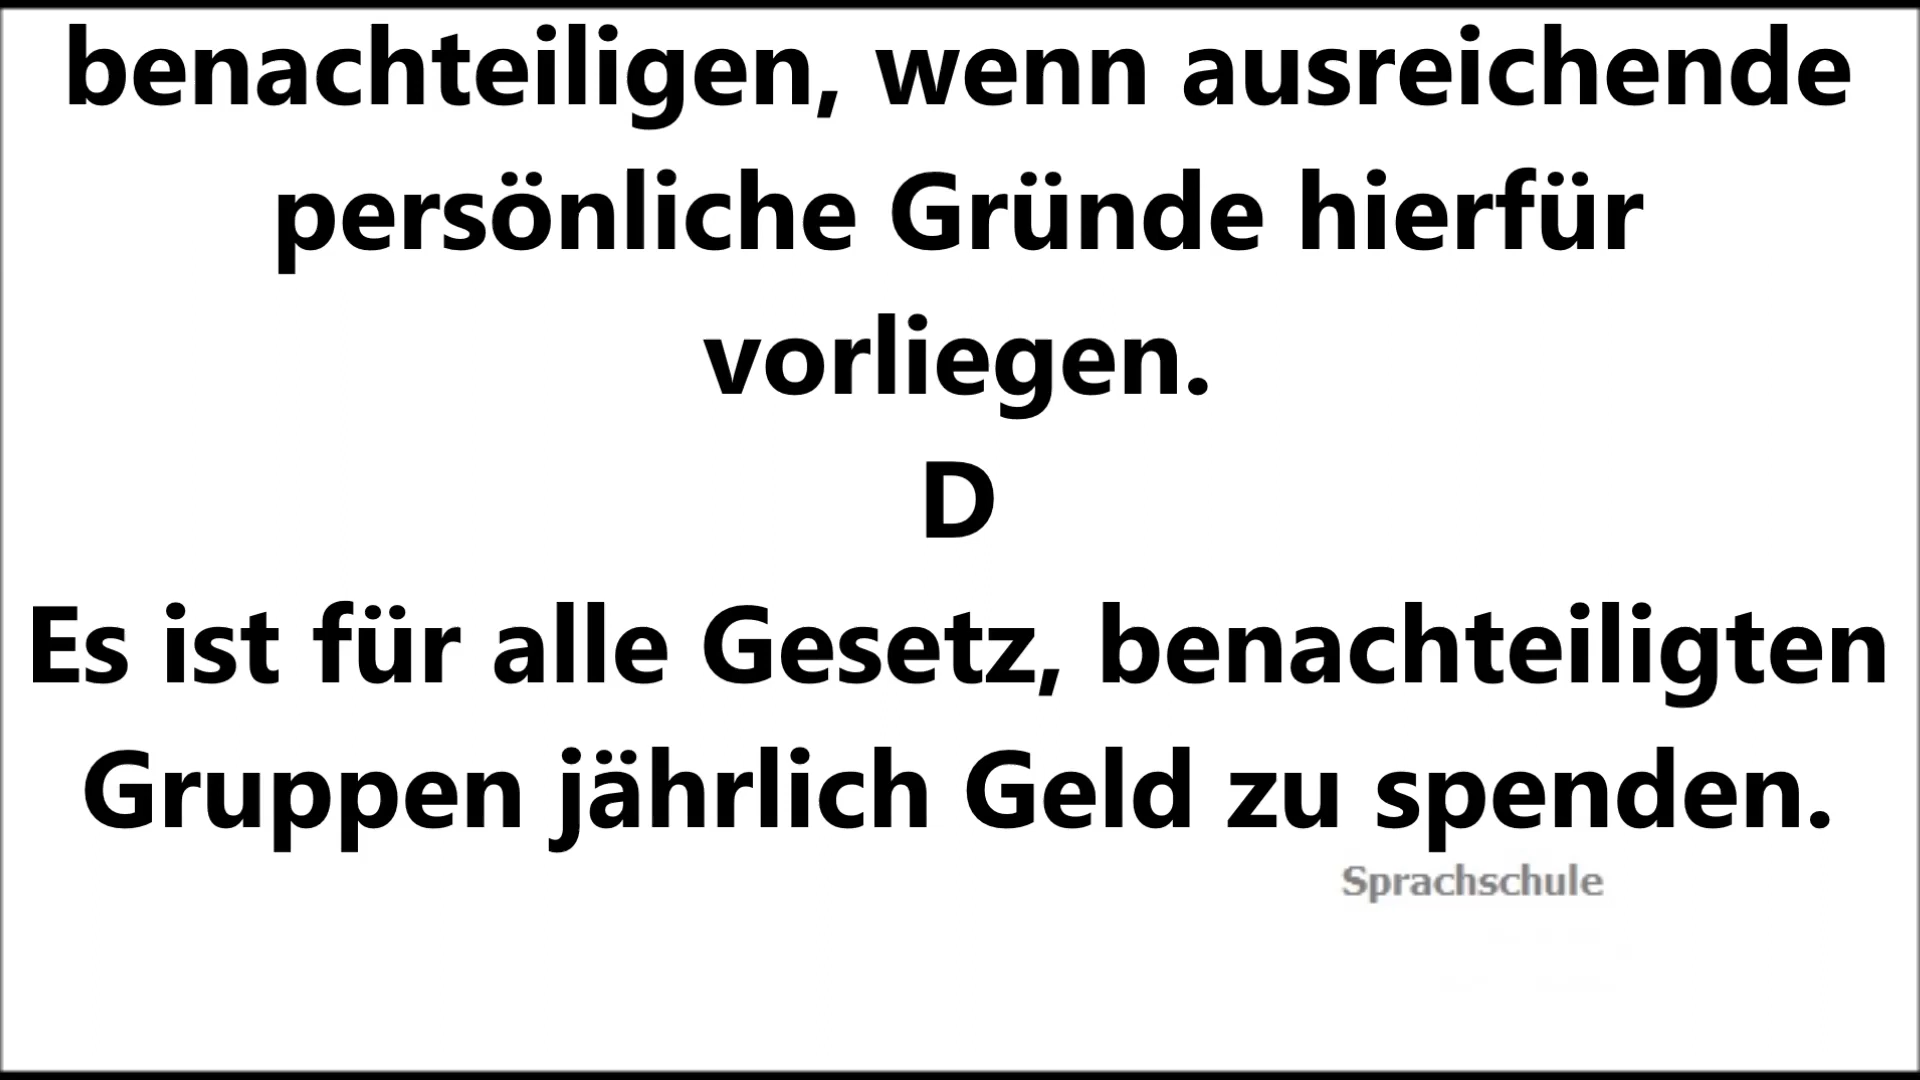 benachteiligen, wenn ausreichende
persönliche Gründe hierfür
vorliegen.
D
Es ist für alle Gesetz, benachteiligten
Gruppen jährlich Geld zu spenden.
Sprachschule